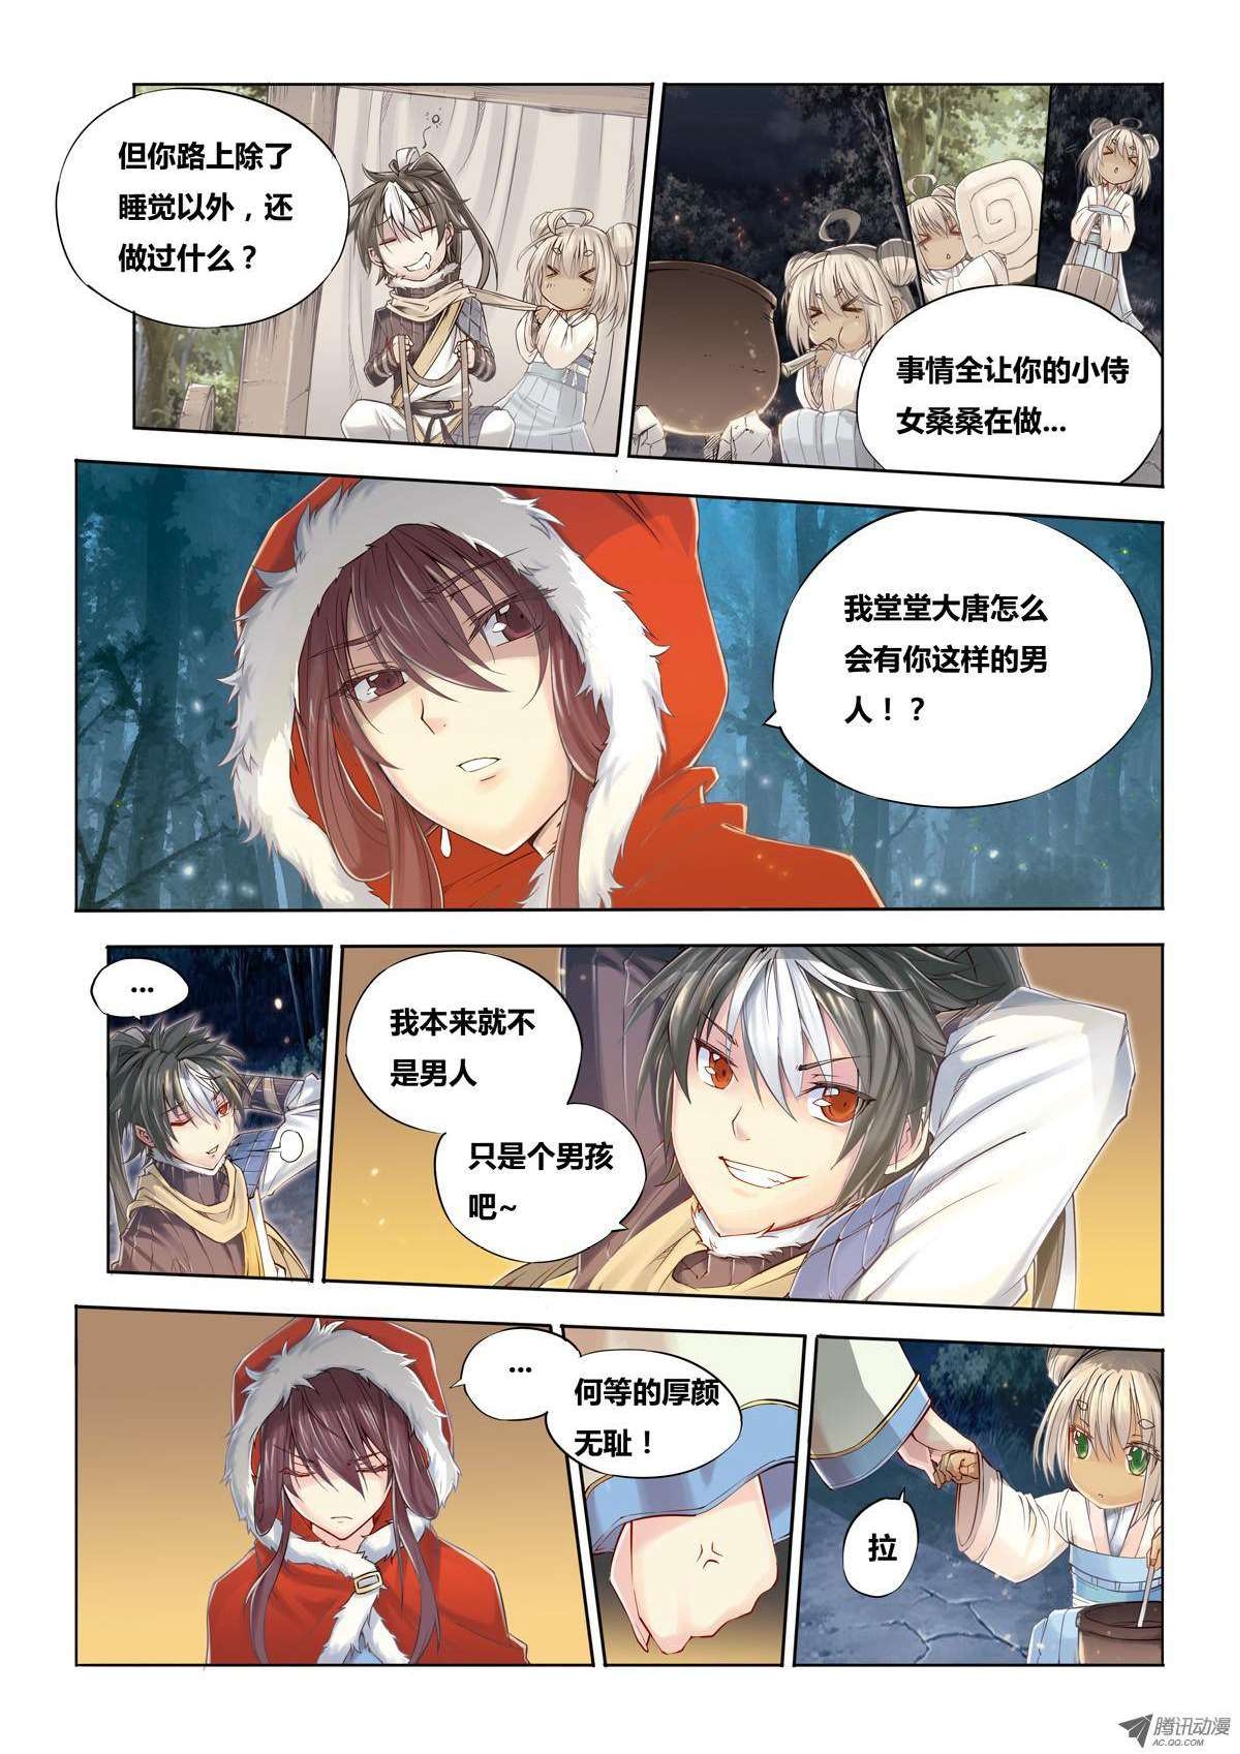 但你路上除了
睡觉以外，还
做过什么？
事情全让你的小侍
女桑桑在做...
我堂堂大唐怎么
会有你这样的男
人！？
...
我本来就不
是男人
只是个男孩
吧~
...
何等的厚颜
无耻！
拉
腾讯动漫
AC.QQ.COM